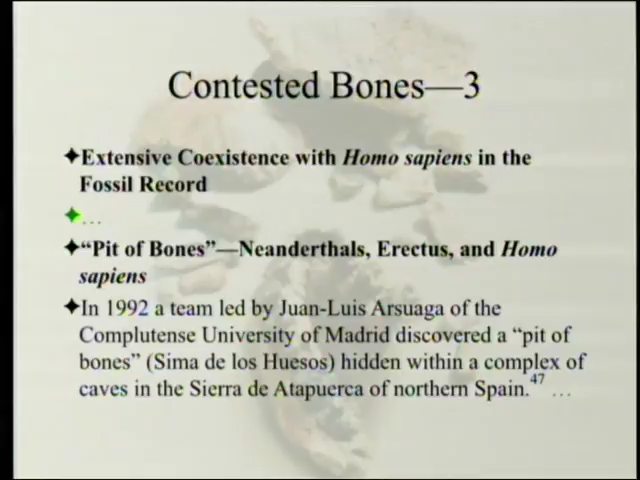 Contested Bones—3
✦Extensive Coexistence with Homo sapiens in the
Fossil Record
✦…
✦“Pit of Bones”—Neanderthals, Erectus, and Homo
sapiens
✦In 1992 a team led by Juan-Luis Arsuaga of the
Complutense University of Madrid discovered a “pit of
bones” (Sima de los Huesos) hidden within a complex of
caves in the Sierra de Atapuerca of northern Spain.47 …